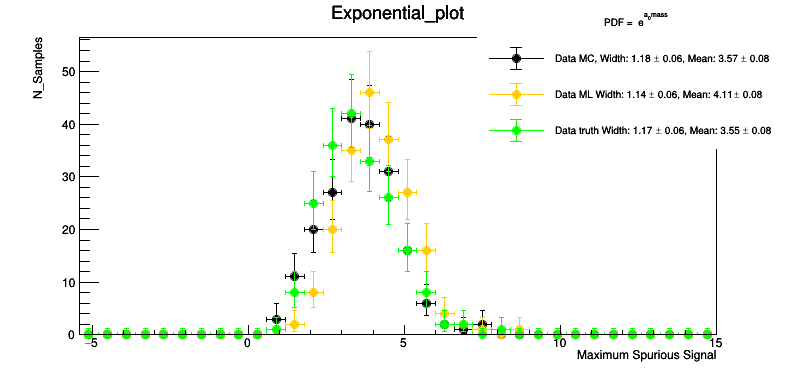 Exponential_plot
PDF = e^a₀mass
Data MC, Width: 1.18 ± 0.06, Mean: 3.57 ± 0.08
Data ML Width: 1.14 ± 0.06, Mean: 4.11± 0.08
Data truth Width: 1.17 ± 0.06, Mean: 3.55 ± 0.08
N_Samples
50
40
30
20
10
0
−5 0 5 10 15
Maximum Spurious Signal